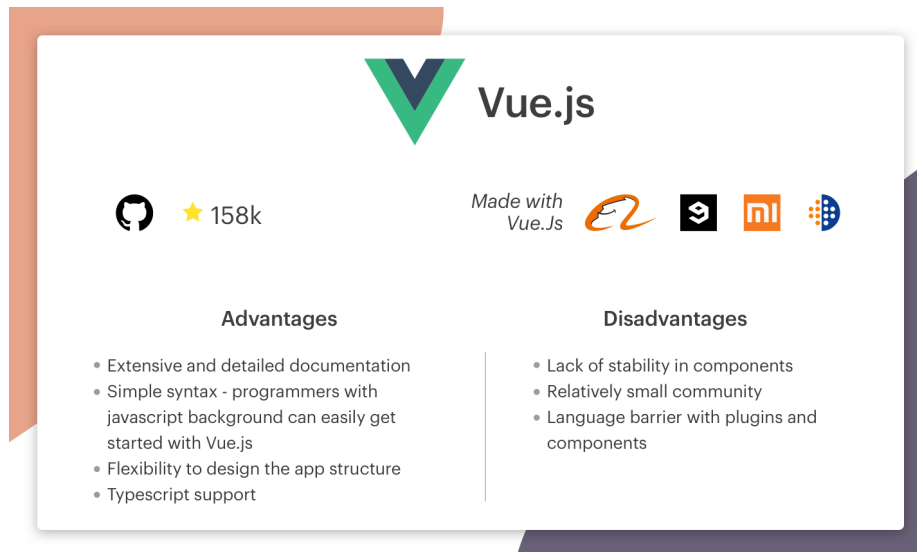 Vue.js
158k
Made with
Vue.Js
mi
Advantages
Extensive and detailed documentation
Simple syntax - programmers with
javascript background can easily get
started with Vue.js
Flexibility to design the app structure
Typescript support
Disadvantages
Lack of stability in components
Relatively small community
Language barrier with plugins and
components